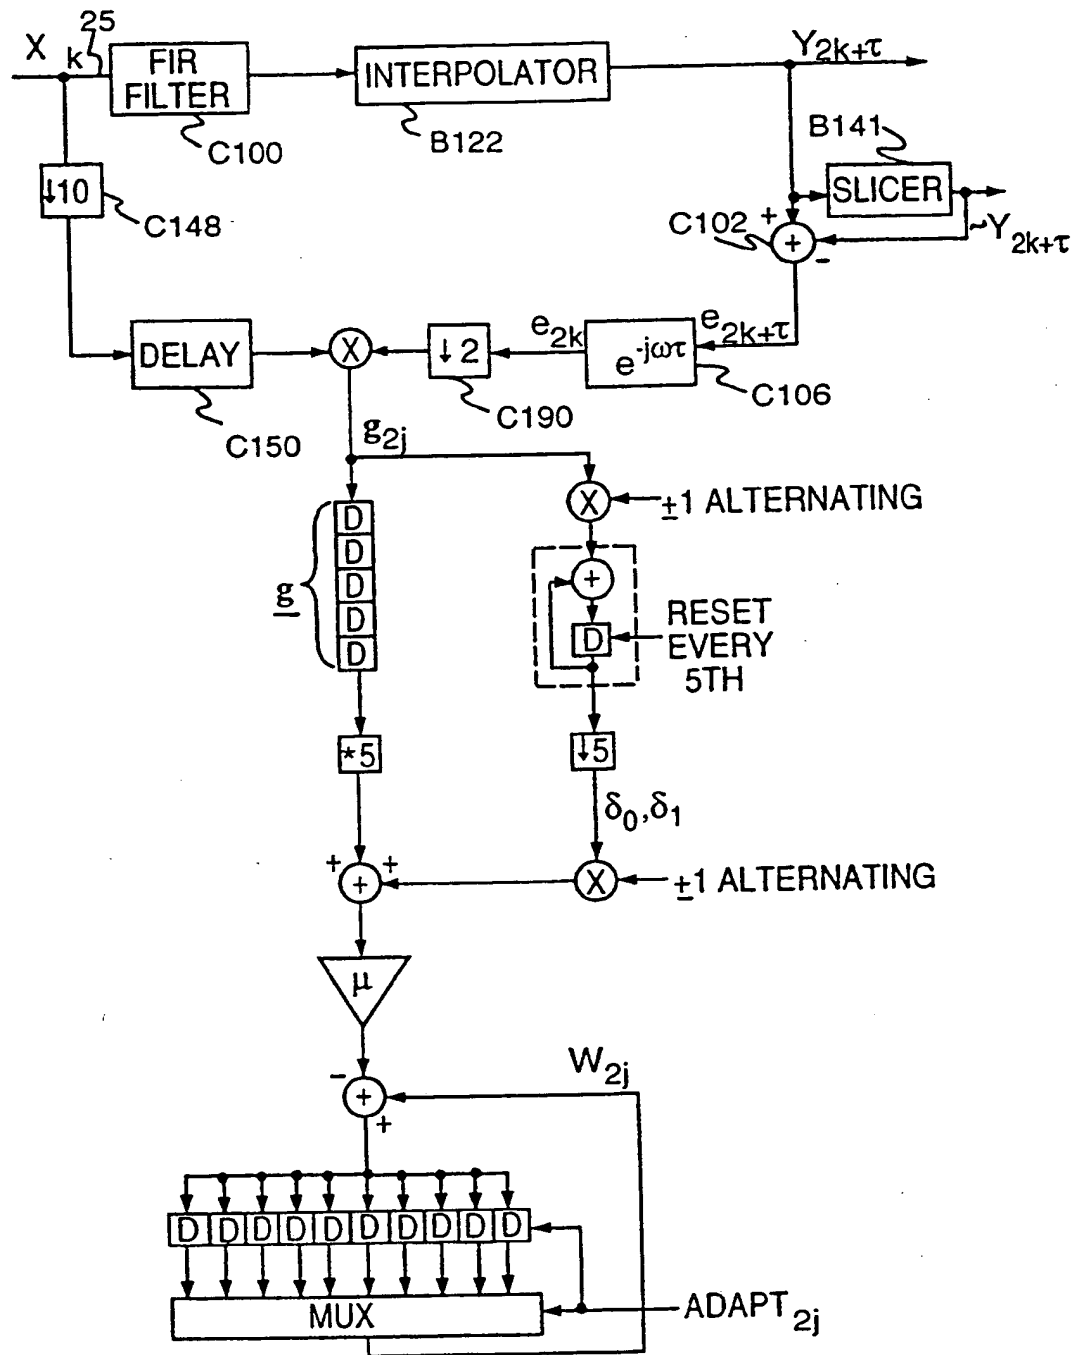 X
k
25
FIR
FILTER
C100
INTERPOLATOR
B122
Y2k+τ
B141
SLICER
C102
+
+
-
~Y2k+τ
↓10
C148
DELAY
C150
X
↓2
C190
e2k
e-jωτ
e2k+τ
C106
g2j
X
±1 ALTERNATING
g
D
D
D
D
D
+
D
RESET
EVERY
5TH
*5
↓5
δ0,δ1
+
+
+
X
±1 ALTERNATING
μ
-
+
+
W2j
D D D D D D D D D D
MUX
ADAPT2j